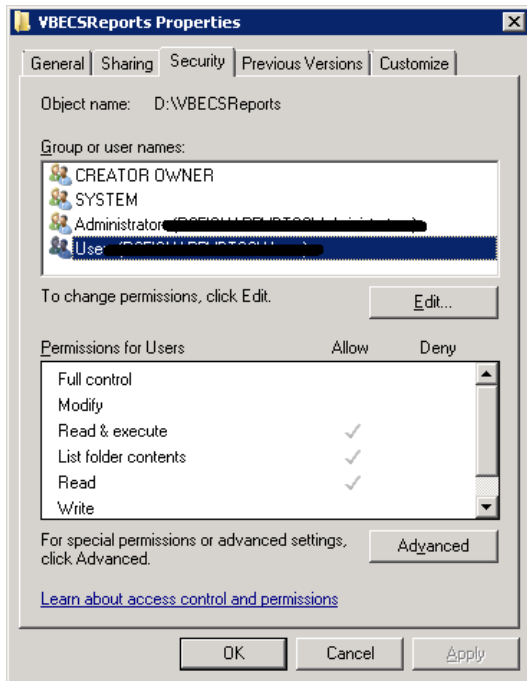 VBECSReports Properties
General Sharing Security Previous Versions Customize
Object name: D:\VBECSReports
Group or user names:
CREATOR OWNER
SYSTEM
Administrator
Use
To change permissions, click Edit.
Edit...
Permissions for Users Allow Deny
Full control
Modify
Read & execute
List folder contents
Read
Write
For special permissions or advanced settings,
click Advanced.
Advanced
Learn about access control and permissions
OK Cancel Apply